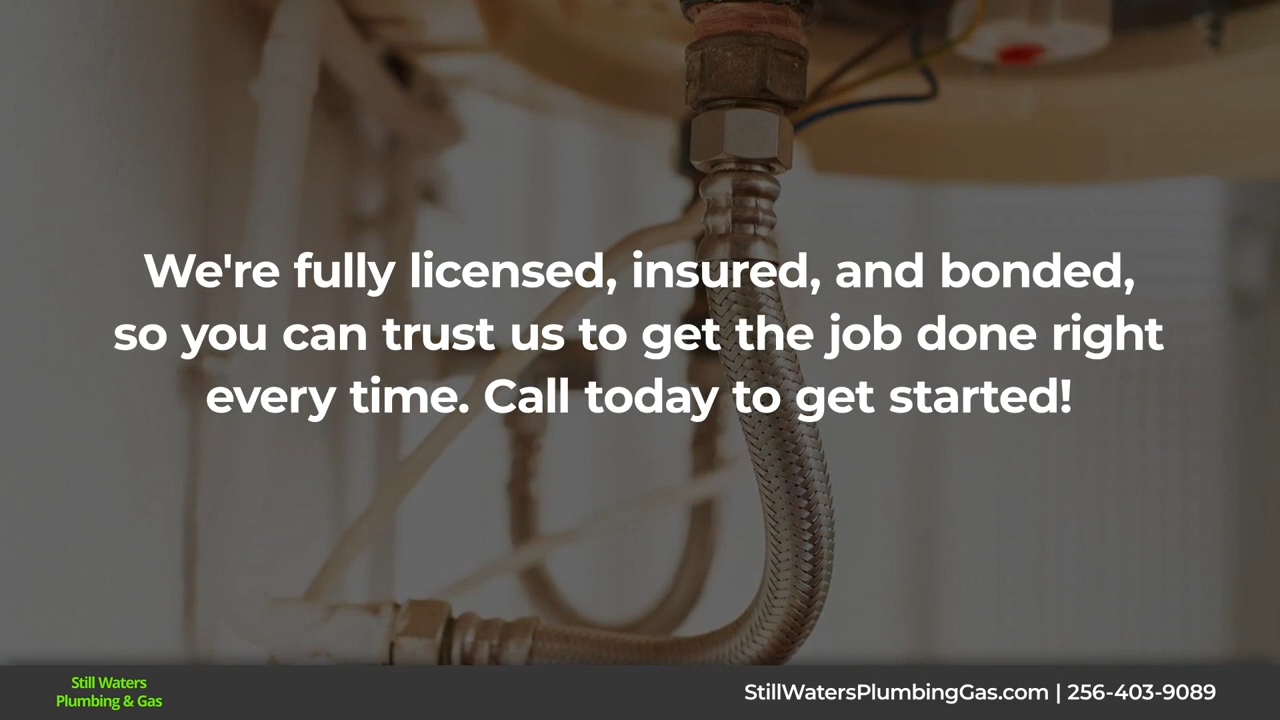 We're fully licensed, insured, and bonded,
so you can trust us to get the job done right
every time. Call today to get started!
Still Waters
Plumbing & Gas
StillWatersPlumbingGas.com | 256-403-9089